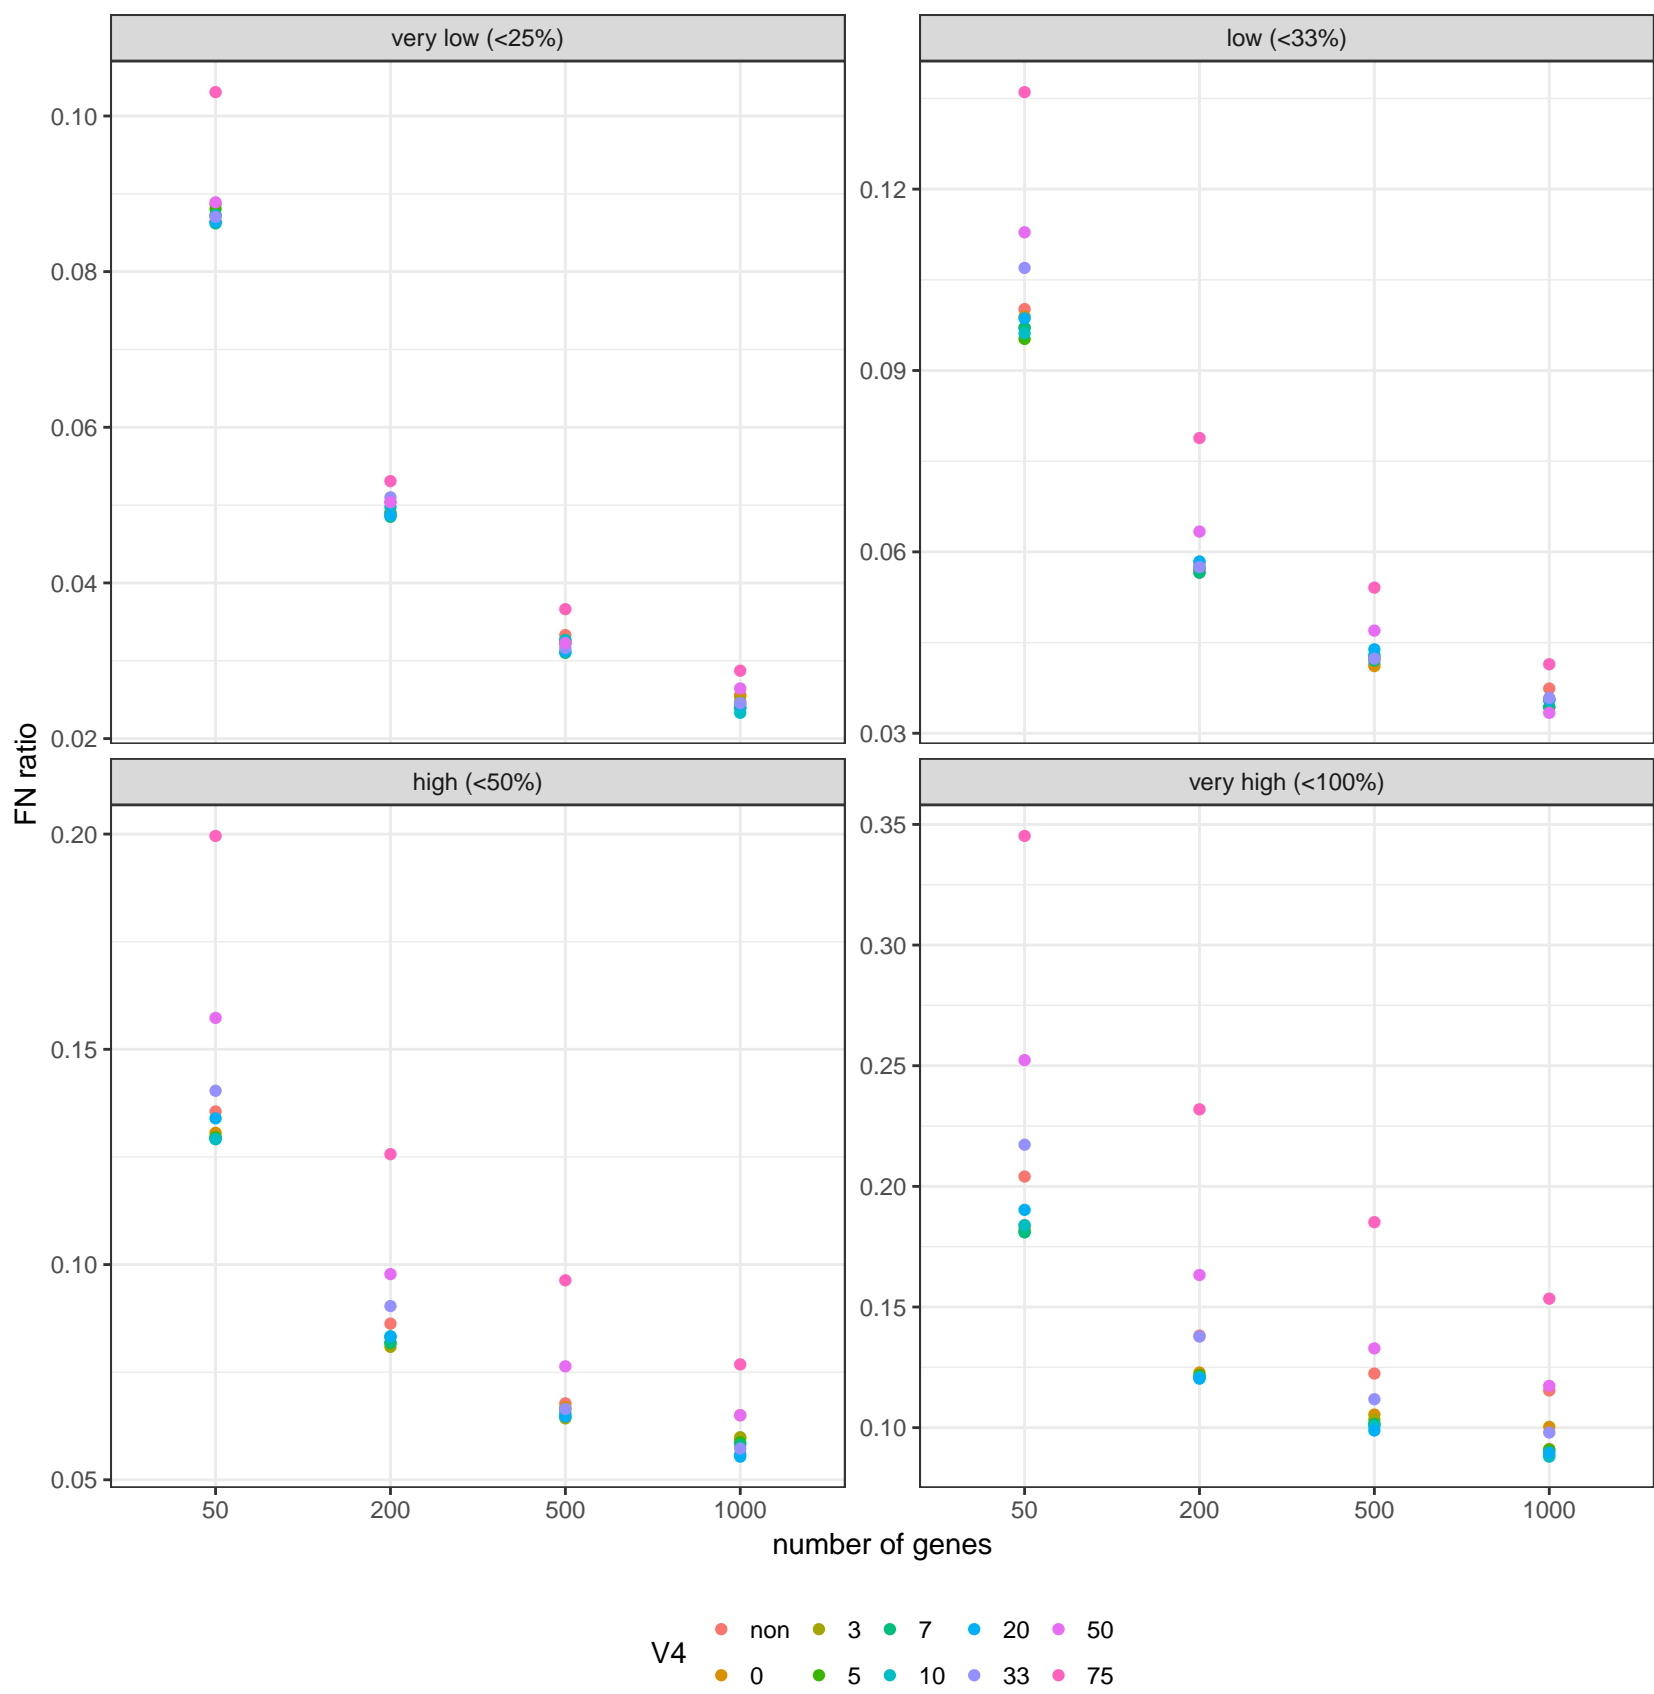 very low (<25%)
low (<33%)
0.10
0.08
0.06
0.04
0.02
0.12
0.09
0.06
0.03
FN ratio
high (<50%)
very high (<100%)
0.20
0.15
0.10
0.05
0.35
0.30
0.25
0.20
0.15
0.10
50 200 500 1000
50 200 500 1000
number of genes
V4
non 3 7 20 50
0 5 10 33 75